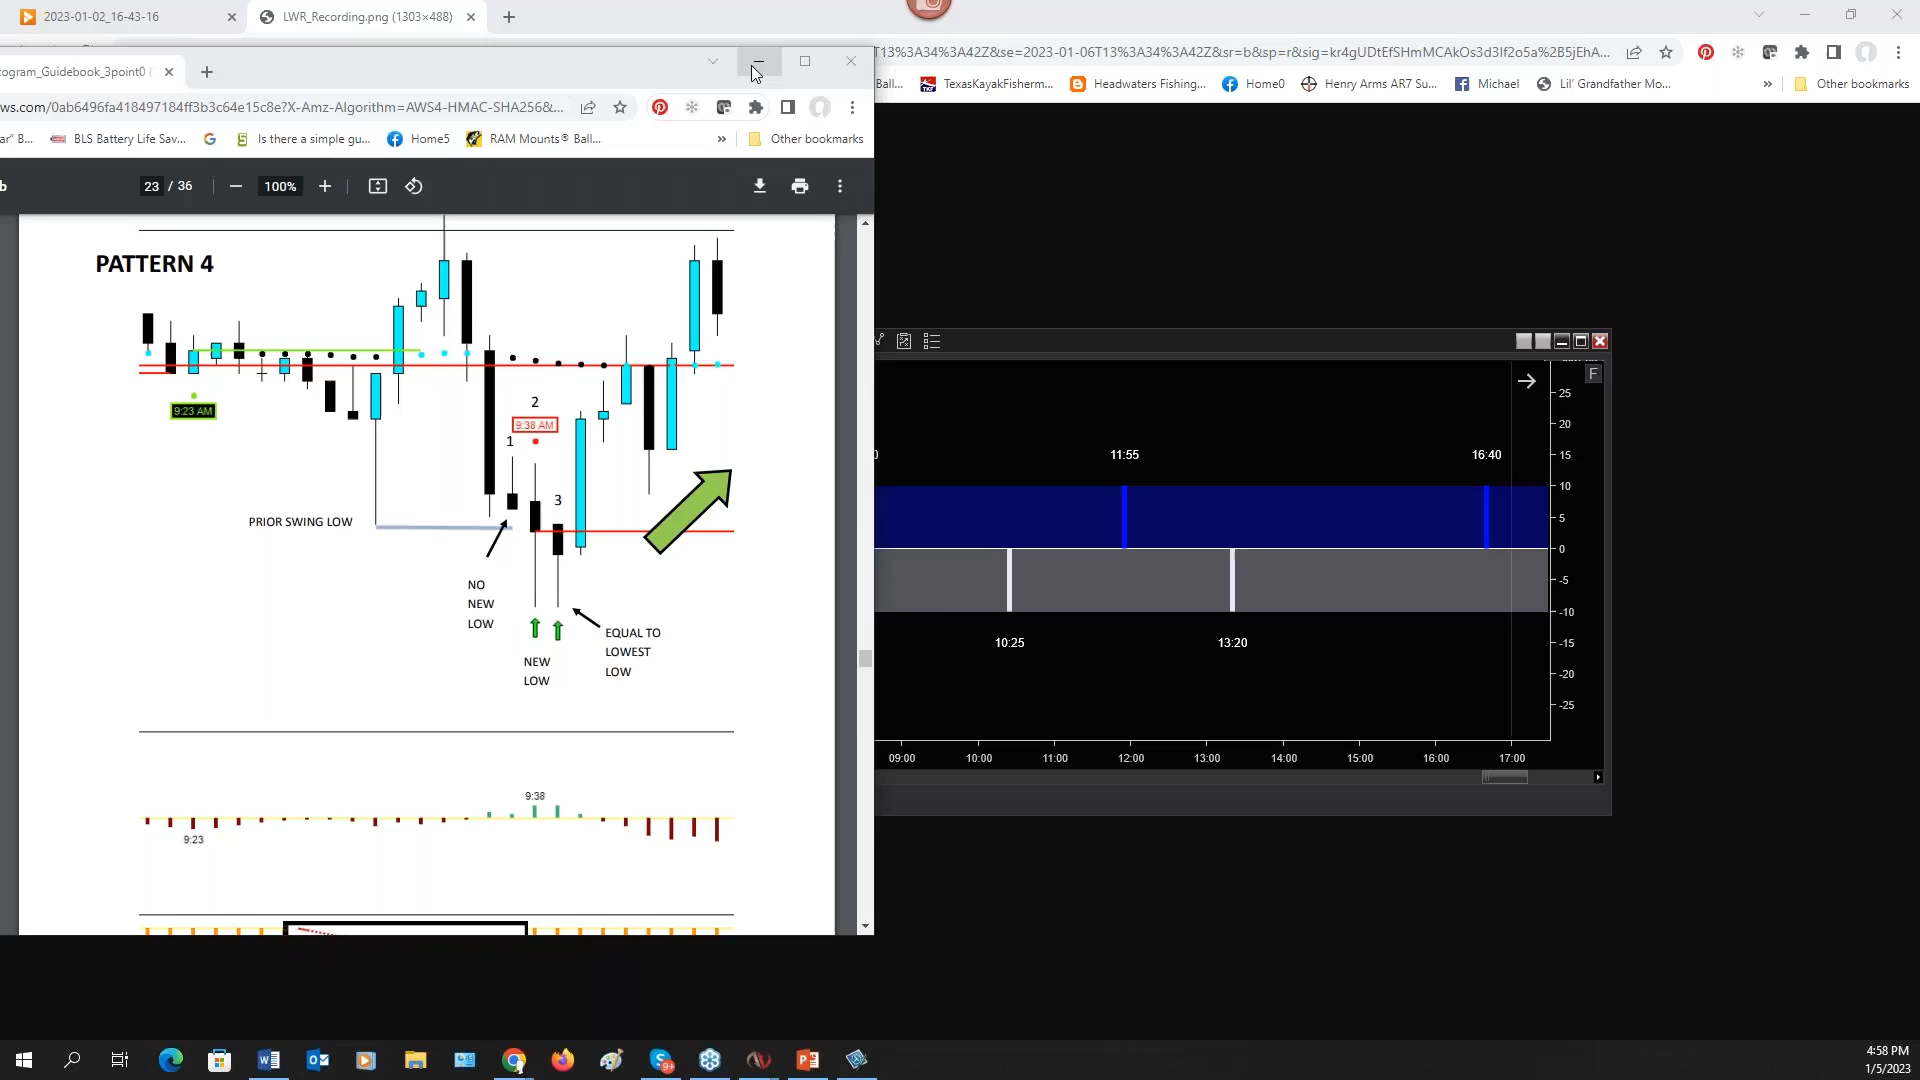 2023-01-02_16-43-16
LWR_Recording.png (1303×488)
T13%3A34%3A42Z&se=2023-01-06T13%3A34%3A42Z&sr=b&sp=r&sig=kr4gUDtEfSHmMCAkOs3d3If2o5a%2B5jEhA...
ogram_Guidebook_3point0 (
Ball...
TexasKayakFisherm...
Headwaters Fishing...
Home0
Henry Arms AR7 Su...
Michael
Lil' Grandfather Mo...
»
Other bookmarks
ws.com/0ab6496fa418497184ff3b3c64e15c8e?X-Amz-Algorithm=AWS4-HMAC-SHA256&...
ar" B...
BLS Battery Life Sav...
Is there a simple gu...
Home5
RAM Mounts® Ball...
»
Other bookmarks
b
23 / 36
100%
PATTERN 4
9:23 AM
2
9:38 AM
1
3
PRIOR SWING LOW
NO
NEW
LOW
EQUAL TO
LOWEST
LOW
NEW
LOW
9:38
9:23
F
25
20
15
10
5
0
-5
-10
-15
-20
-25
0
11:55
16:40
10:25
13:20
09:00
10:00
11:00
12:00
13:00
14:00
15:00
16:00
17:00
9+
4:58 PM
1/5/2023